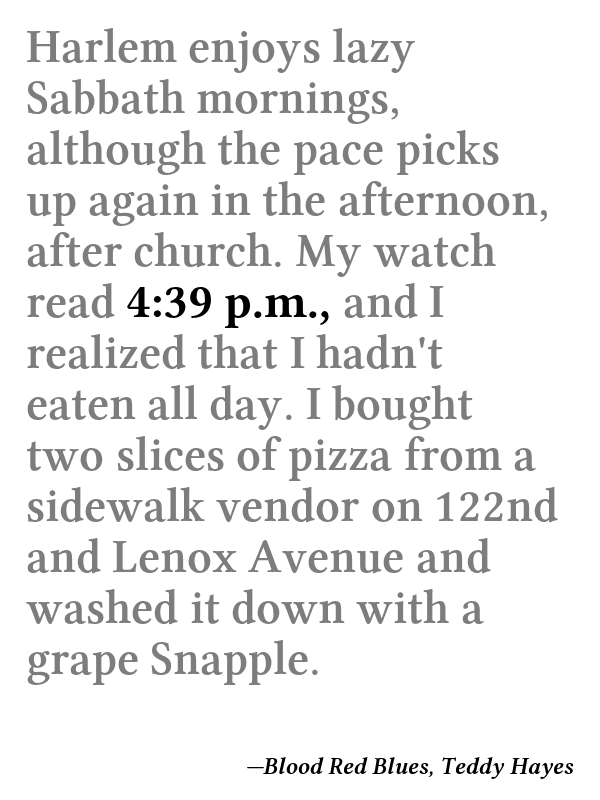 Harlem enjoys lazy
Sabbath mornings,
although the pace picks
up again in the afternoon,
after church. My watch
read 4:39 p.m., and I
realized that I hadn't
eaten all day. I bought
two slices of pizza from a
sidewalk vendor on 122nd
and Lenox Avenue and
washed it down with a
grape Snapple.
—Blood Red Blues, Teddy Hayes